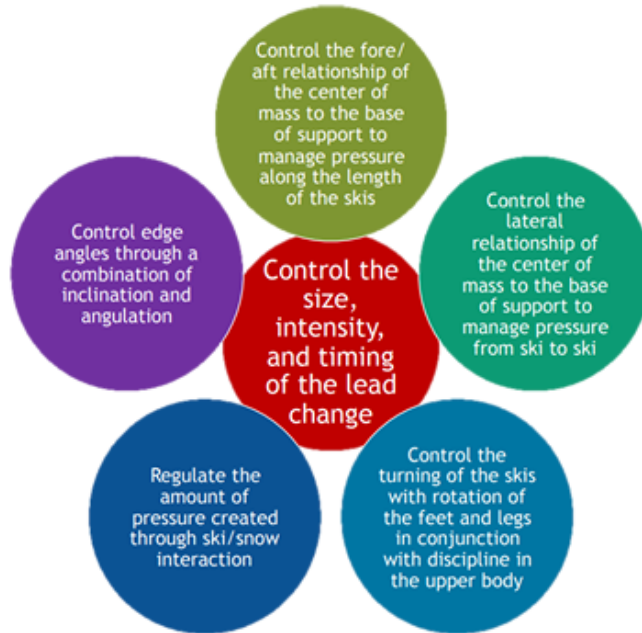 Control the fore/
aft relationship of
the center of
mass to the base
of support to
manage pressure
along the length
of the skis
Control the
lateral
relationship of
the center of
mass to the base
of support to
manage pressure
from ski to ski
Control the
turning of the skis
with rotation of
the feet and legs
in conjunction
with discipline in
the upper body
Regulate the
amount of
pressure created
through ski/snow
interaction
Control edge
angles through a
combination of
inclination and
angulation
Control the
size,
intensity,
and timing
of the lead
change